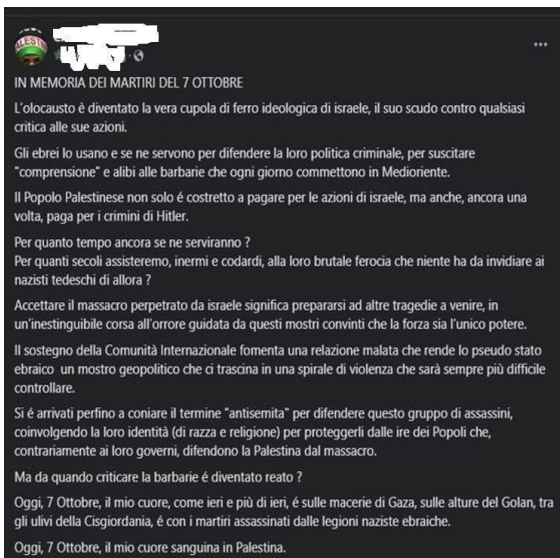 PALESTI
IN MEMORIA DEI MARTIRI DEL 7 OTTOBRE
L'olocausto è diventato la vera cupola di ferro ideologica di israele, il suo scudo contro qualsiasi
critica alle sue azioni.
Gli ebrei lo usano e se ne servono per difendere la loro politica criminale, per suscitare
"comprensione" e alibi alle barbarie che ogni giorno commettono in Medioriente.
Il Popolo Palestinese non solo é costretto a pagare per le azioni di israele, ma anche, ancora una
volta, paga per i crimini di Hitler.
Per quanto tempo ancora se ne serviranno ?
Per quanti secoli assisteremo, inermi e codardi, alla loro brutale ferocia che niente ha da invidiare ai
nazisti tedeschi di allora ?
Accettare il massacro perpetrato da israele significa prepararsi ad altre tragedie a venire, in
un'inestinguibile corsa all'orrore guidata da questi mostri convinti che la forza sia l'unico potere.
Il sostegno della Comunità Internazionale fomenta una relazione malata che rende lo pseudo stato
ebraico un mostro geopolitico che ci trascina in una spirale di violenza che sarà sempre più difficile
controllare.
Si é arrivati perfino a coniare il termine "antisemita" per difendere questo gruppo di assassini,
coinvolgendo la loro identità (di razza e religione) per proteggerli dalle ire dei Popoli che,
contrariamente ai loro governi, difendono la Palestina dal massacro.
Ma da quando criticare la barbarie é diventato reato ?
Oggi, 7 Ottobre, il mio cuore, come ieri e più di ieri, é sulle macerie di Gaza, sulle alture del Golan, tra
gli ulivi della Cisgiordania, é con i martiri assassinati dalle legioni naziste ebraiche.
Oggi, 7 Ottobre, il mio cuore sanguina in Palestina.